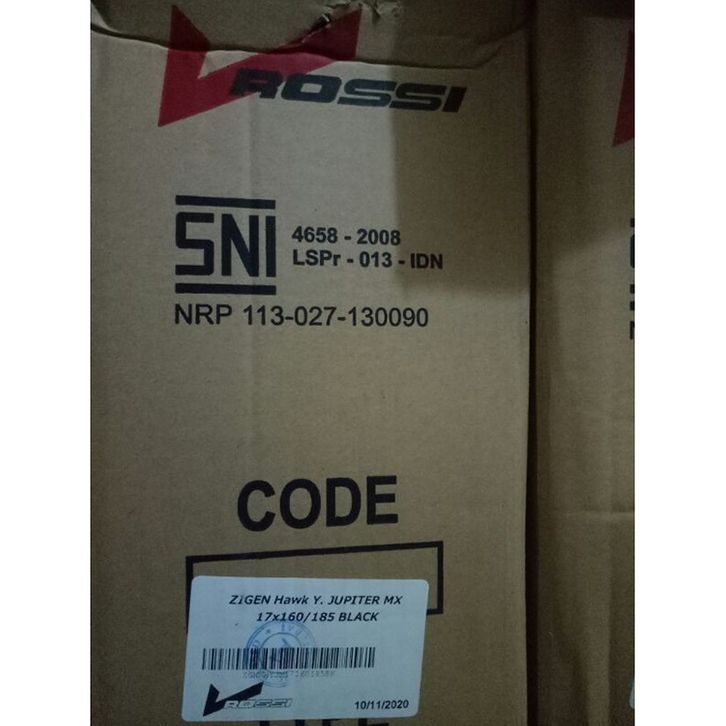 V ROSSI
SNI
4658 - 2008
LSPr - 013 - IDN
NRP 113-027-130090
CODE
ZIGEN Hawk Y. JUPITER MX
17x160/185 BLACK
V ROSSI
10/11/2020